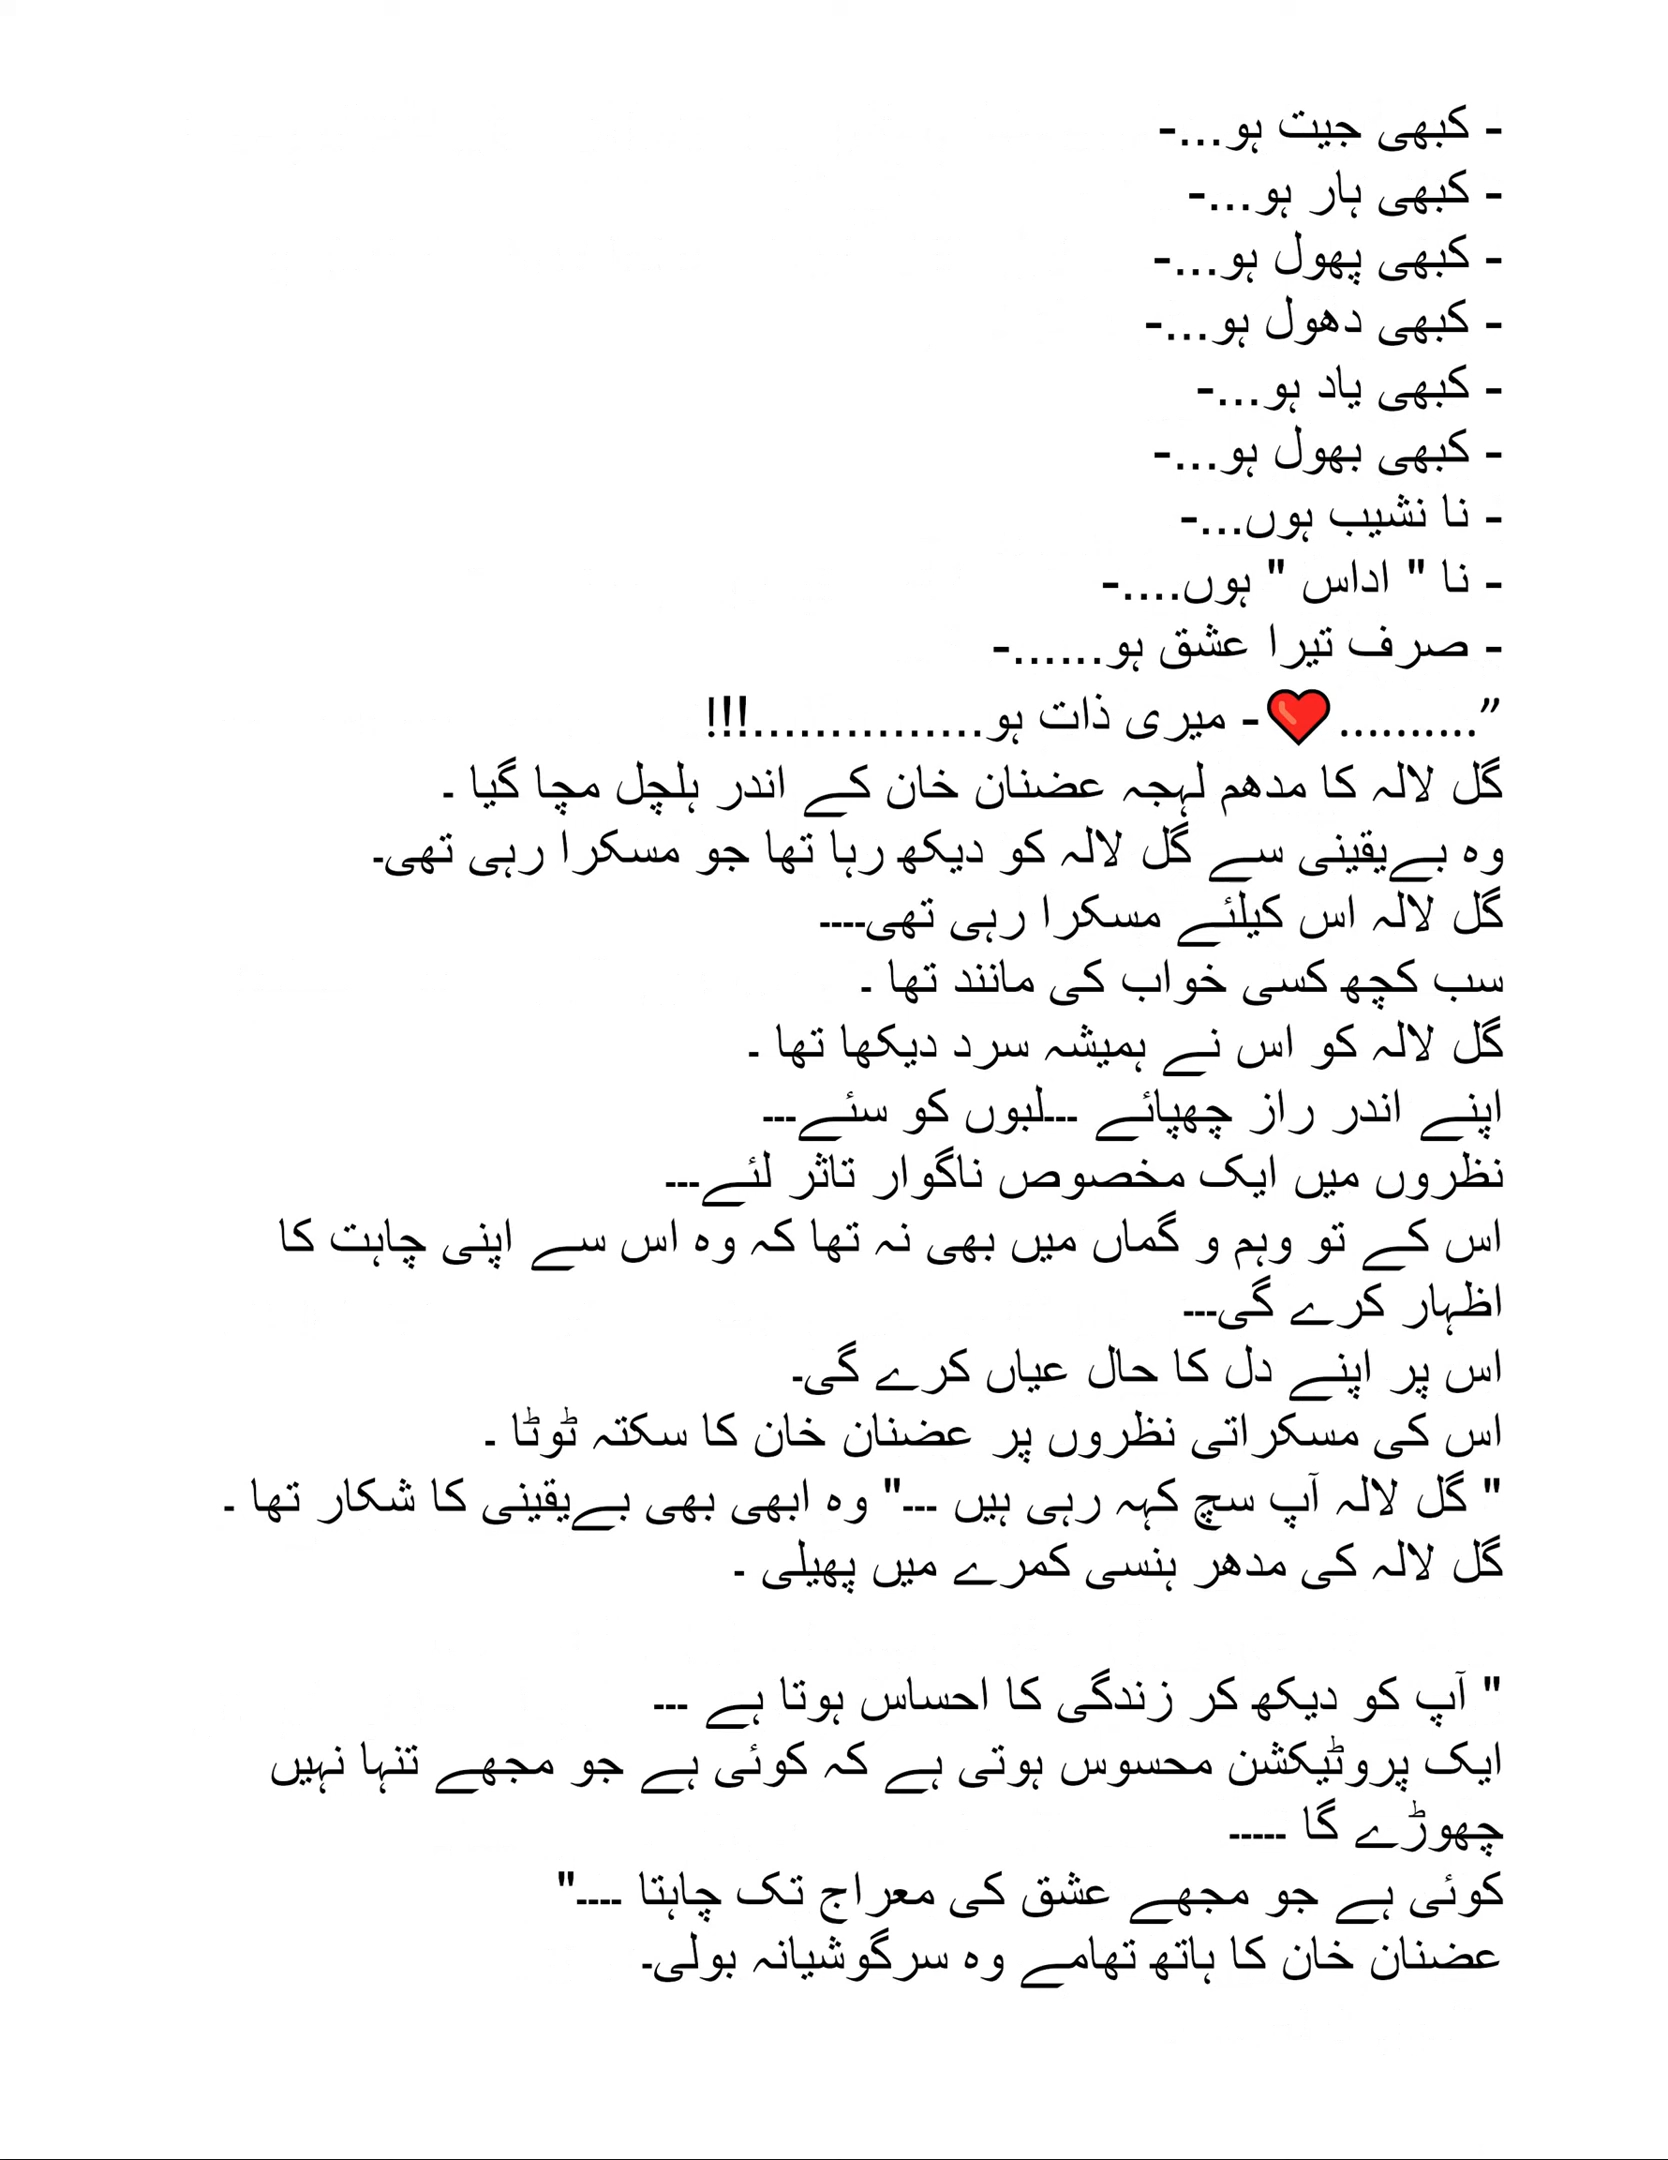 - کبھی جیت ہو...-
- کبھی ہار ہو...-
- کبھی پھول ہو...-
- کبھی دھول ہو...-
- کبھی یاد ہو...-
- کبھی بھول ہو...-
- نا نشیب ہوں...-
- نا " اداس " ہوں....-
- صرف تیرا عشق ہو......-
”..........❤️- میری ذات ہو...............!!!
گل لالہ کا مدھم لہجہ عضنان خان کے اندر ہلچل مچا گیا ۔
وہ بےیقینی سے گل لالہ کو دیکھ رہا تھا جو مسکرا رہی تھی۔
گل لالہ اس کیلئے مسکرا رہی تھی۔۔۔۔
سب کچھ کسی خواب کی مانند تھا ۔
گل لالہ کو اس نے ہمیشہ سرد دیکھا تھا ۔
اپنے اندر راز چھپائے ۔۔۔لبوں کو سئے۔۔۔
نظروں میں ایک مخصوص ناگوار تاثر لئے۔۔۔
اس کے تو وہم و گماں میں بھی نہ تھا کہ وہ اس سے اپنی چاہت کا
اظہار کرے گی۔۔۔
اس پر اپنے دل کا حال عیاں کرے گی۔
اس کی مسکراتی نظروں پر عضنان خان کا سکتہ ٹوٹا ۔
" گل لالہ آپ سچ کہہ رہی ہیں ۔۔۔" وہ ابھی بھی بےیقینی کا شکار تھا ۔
گل لالہ کی مدھر ہنسی کمرے میں پھیلی ۔
" آپ کو دیکھ کر زندگی کا احساس ہوتا ہے ۔۔۔
ایک پروٹیکشن محسوس ہوتی ہے کہ کوئی ہے جو مجھے تنہا نہیں
چھوڑے گا ۔۔۔۔۔
کوئی ہے جو مجھے عشق کی معراج تک چاہتا ۔۔۔۔"
عضنان خان کا ہاتھ تھامے وہ سرگوشیانہ بولی۔